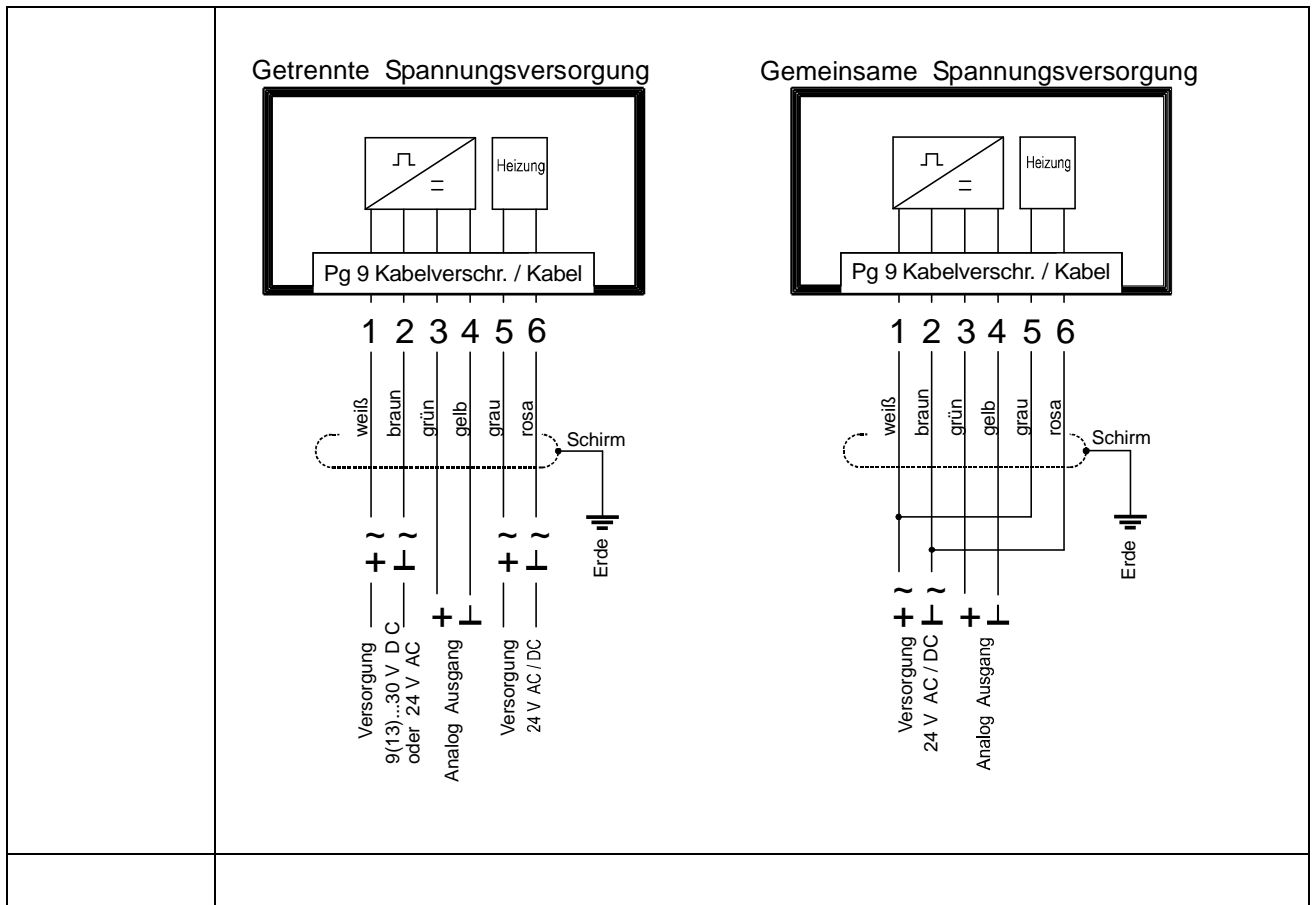 Getrennte Spannungsversorgung
Heizung
Pg 9 Kabelverschr. / Kabel
1 2 3 4 5 6
weiß
braun
grün
gelb
grau
rosa
Schirm
Erde
~ ~ ~ ~
+ ⊥ + ⊥
+ ⊥
Versorgung
9(13)...30 V D C
oder 24 V AC
Analog Ausgang
Versorgung
24 V AC / DC
Gemeinsame Spannungsversorgung
Heizung
Pg 9 Kabelverschr. / Kabel
1 2 3 4 5 6
weiß
braun
grün
gelb
grau
rosa
Schirm
Erde
~ ~
+ ⊥ + ⊥
Versorgung
24 V AC / DC
Analog Ausgang